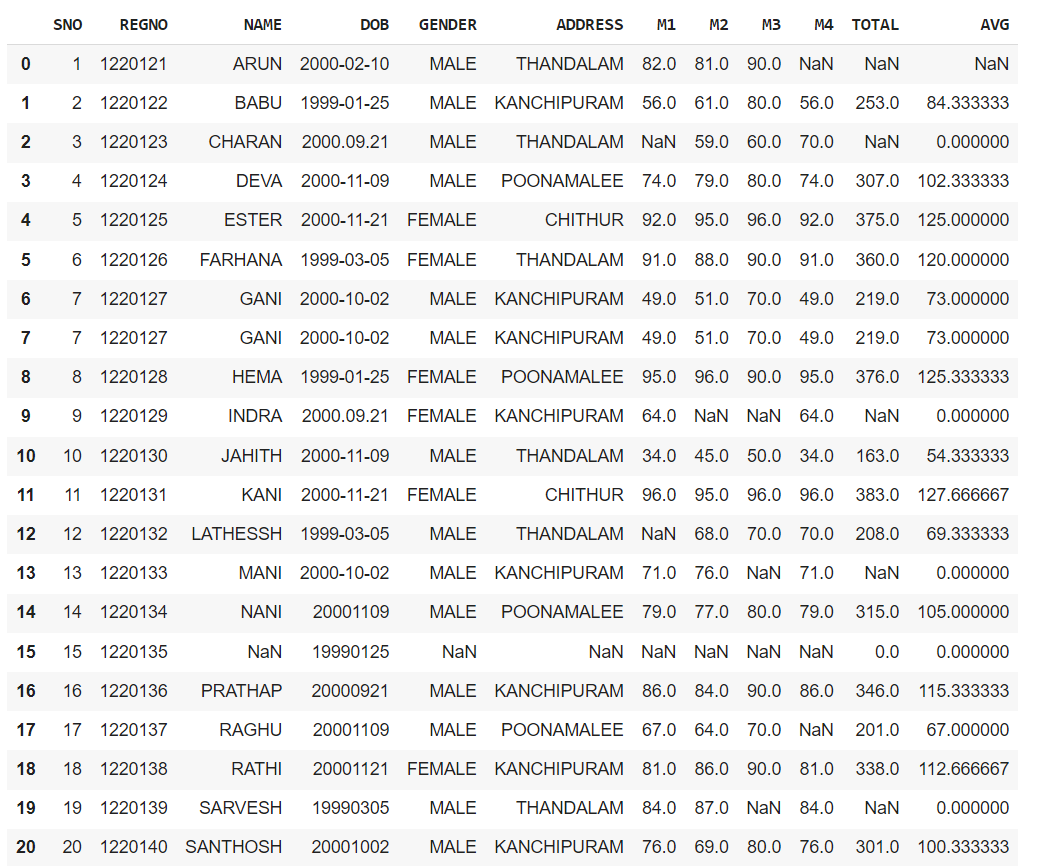 SNO REGNO NAME DOB GENDER ADDRESS M1 M2 M3 M4 TOTAL AVG
0 1 1220121 ARUN 2000-02-10 MALE THANDALAM 82.0 81.0 90.0 NaN NaN NaN
1 2 1220122 BABU 1999-01-25 MALE KANCHIPURAM 56.0 61.0 80.0 56.0 253.0 84.333333
2 3 1220123 CHARAN 2000.09.21 MALE THANDALAM NaN 59.0 60.0 70.0 NaN 0.000000
3 4 1220124 DEVA 2000-11-09 MALE POONAMALEE 74.0 79.0 80.0 74.0 307.0 102.333333
4 5 1220125 ESTER 2000-11-21 FEMALE CHITHUR 92.0 95.0 96.0 92.0 375.0 125.000000
5 6 1220126 FARHANA 1999-03-05 FEMALE THANDALAM 91.0 88.0 90.0 91.0 360.0 120.000000
6 7 1220127 GANI 2000-10-02 MALE KANCHIPURAM 49.0 51.0 70.0 49.0 219.0 73.000000
7 7 1220127 GANI 2000-10-02 MALE KANCHIPURAM 49.0 51.0 70.0 49.0 219.0 73.000000
8 8 1220128 HEMA 1999-01-25 FEMALE POONAMALEE 95.0 96.0 90.0 95.0 376.0 125.333333
9 9 1220129 INDRA 2000.09.21 FEMALE KANCHIPURAM 64.0 NaN NaN 64.0 NaN 0.000000
10 10 1220130 JAHITH 2000-11-09 MALE THANDALAM 34.0 45.0 50.0 34.0 163.0 54.333333
11 11 1220131 KANI 2000-11-21 FEMALE CHITHUR 96.0 95.0 96.0 96.0 383.0 127.666667
12 12 1220132 LATHESSH 1999-03-05 MALE THANDALAM NaN 68.0 70.0 70.0 208.0 69.333333
13 13 1220133 MANI 2000-10-02 MALE KANCHIPURAM 71.0 76.0 NaN 71.0 NaN 0.000000
14 14 1220134 NANI 20001109 MALE POONAMALEE 79.0 77.0 80.0 79.0 315.0 105.000000
15 15 1220135 NaN 19990125 NaN NaN NaN NaN NaN NaN 0.0 0.000000
16 16 1220136 PRATHAP 20000921 MALE KANCHIPURAM 86.0 84.0 90.0 86.0 346.0 115.333333
17 17 1220137 RAGHU 20001109 MALE POONAMALEE 67.0 64.0 70.0 NaN 201.0 67.000000
18 18 1220138 RATHI 20001121 FEMALE KANCHIPURAM 81.0 86.0 90.0 81.0 338.0 112.666667
19 19 1220139 SARVESH 19990305 MALE THANDALAM 84.0 87.0 NaN 84.0 NaN 0.000000
20 20 1220140 SANTHOSH 20001002 MALE KANCHIPURAM 76.0 69.0 80.0 76.0 301.0 100.333333